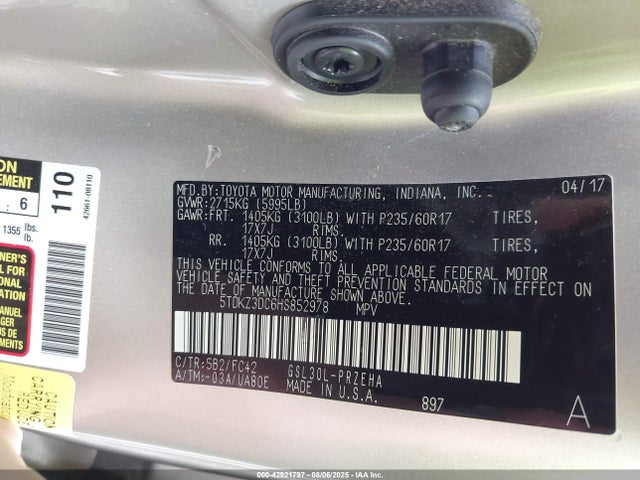 MFD.BY:TOYOTA MOTOR MANUFACTURING, INDIANA, INC. 04/17
GVWR:2715KG (5995LB)
GAWR:FRT. 1405KG (3100LB) WITH P235/60R17 TIRES,
17X7J RIMS.
RR. 1405KG (3100LB) WITH P235/60R17 TIRES,
17X7J RIMS.
THIS VEHICLE CONFORMS TO ALL APPLICABLE FEDERAL MOTOR
VEHICLE SAFETY AND THEFT PREVENTION STANDARDS IN EFFECT ON
THE DATE OF MANUFACTURE SHOWN ABOVE.
5TDKZ3DC6HS852978 MPV
C/TR:5B2/FC42 GSL30L-PRZEHA
A/TM:-03A/UA80E MADE IN U.S.A. 897 A
: 6
1355 lbs.
lb.
110
42661-08110
FOR
CAUTION
000-42921797 - 08/06/2025 - IAA Inc.